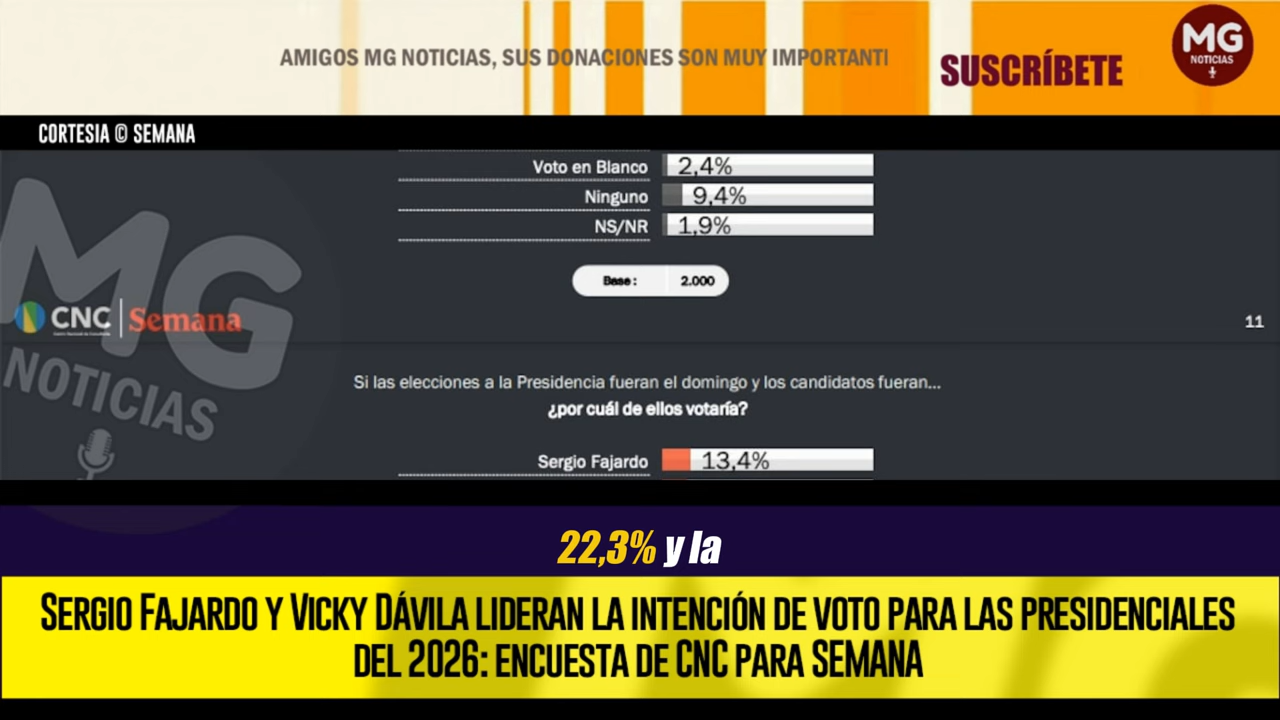 AMIGOS MG NOTICIAS, SUS DONACIONES SON MUY IMPORTANT
SUSCRÍBETE
MG
NOTICIAS
CORTESIA © SEMANA
Voto en Blanco 2,4%
Ninguno 9,4%
NS/NR 1,9%
Base: 2.000
MG
NOTICIAS
CNC Semana
11
Si las elecciones a la Presidencia fueran el domingo y los candidatos fueran...
¿por cuál de ellos votaría?
Sergio Fajardo 13,4%
22,3% y la
SERGIO FAJARDO Y VICKY DÁVILA LIDERAN LA INTENCIÓN DE VOTO PARA LAS PRESIDENCIALES
DEL 2026: ENCUESTA DE CNC PARA SEMANA